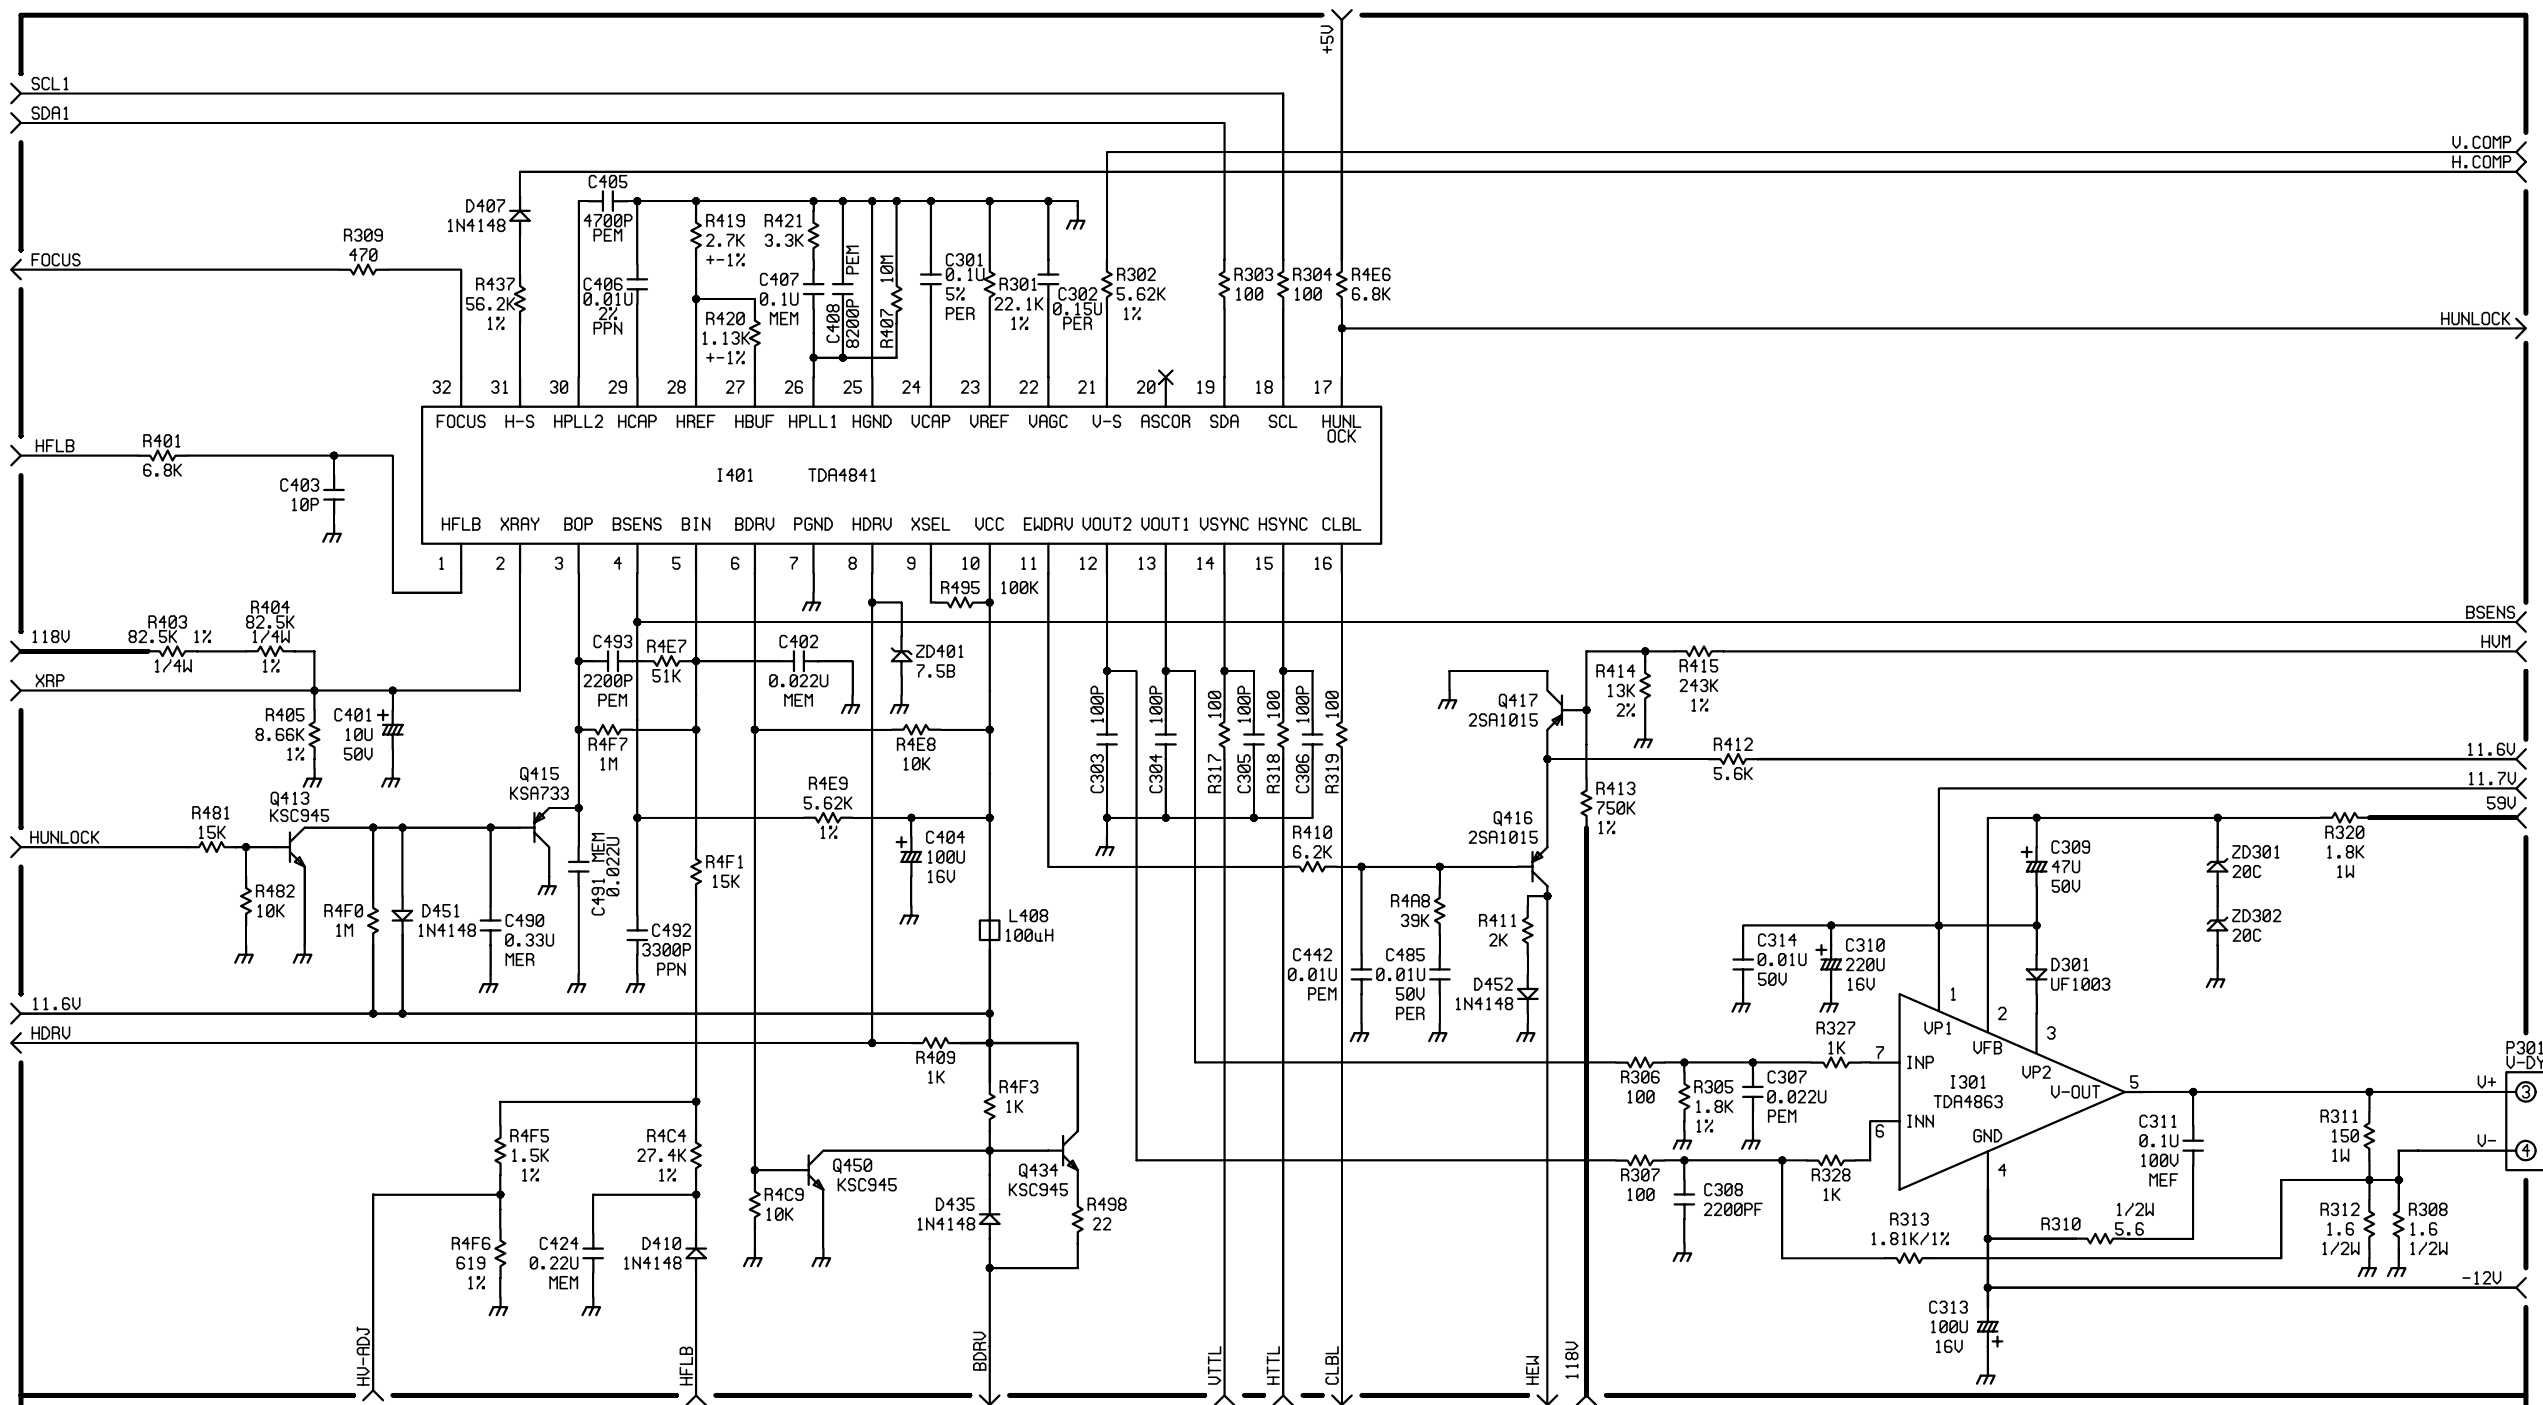 +5V
SCL1
SDA1
V.COMP
H.COMP
C405
4700P
PEM
D407
1N4148
R419
2.7K
+-1%
R421
3.3K
R309
470
FOCUS
R437
56.2K
1%
C406
0.01U
2%
PPN
R420
1.13K
+-1%
C407
0.1U
MEM
C408
8200P
PEM
R407
10M
C301
0.1U
5%
PER
R301
22.1K
1%
C302
0.15U
PER
R302
5.62K
1%
R303
100
R304
100
R4E6
6.8K
HUNLOCK
32 31 30 29 28 27 26 25 24 23 22 21 20 19 18 17
FOCUS H-S HPLL2 HCAP HREF HBUF HPLL1 HGND VCAP VREF VAGC V-S ASCOR SDA SCL HUNL
OCK
I401 TDA4841
HFLB XRAY BOP BSENS BIN BDRV PGND HDRV XSEL VCC EWDRV VOUT2 VOUT1 VSYNC HSYNC CLBL
1 2 3 4 5 6 7 8 9 10 11 12 13 14 15 16
HFLB
R401
6.8K
C403
10P
R495 100K
BSENS
118V
R403
82.5K 1%
1/4W
R404
82.5K
1/4W
1%
XRP
R405
8.66K
1%
C401
+
10U
50V
C493
2200P
PEM
R4E7
51K
C402
0.022U
MEM
ZD401
7.5B
HVM
R414
13K
2%
R415
243K
1%
Q417
2SA1015
C303
100P
C304
100P
R317
100
C305
100P
R318
100
C306
100P
R319
100
R4F7
1M
R4E8
10K
R412
5.6K
11.6V
11.7V
59V
R4E9
5.62K
1%
Q415
KSA733
Q413
KSC945
R481
15K
HUNLOCK
R482
10K
R4F0
1M
D451
1N4148
C490
0.33U
MER
C491 MEM
0.022U
R4F1
15K
C492
3300P
PPN
C404
+
100U
16V
L408
100uH
R410
6.2K
Q416
2SA1015
R413
750K
1%
R4A8
39K
R411
2K
C442
0.01U
PEM
C485
0.01U
50V
PER
D452
1N4148
R320
1.8K
1W
C309
+
47U
50V
ZD301
20C
ZD302
20C
C314
0.01U
50V
C310
+
220U
16V
D301
UF1003
11.6V
HDRV
R409
1K
R4F3
1K
R327
1K
R306
100
R305
1.8K
1%
C307
0.022U
PEM
R307
100
C308
2200PF
R328
1K
1
2
3
7
6
5
4
VP1
VFB
VP2
INP
INN
I301
TDA4863
V-OUT
GND
P301
V-DY
V+
3
V-
4
C311
0.1U
100V
MEF
R311
150
1W
R312
1.6
1/2W
R308
1.6
1/2W
R310
1/2W
5.6
R313
1.81K/1%
-12V
C313
100U
16V
+
R4F5
1.5K
1%
R4C4
27.4K
1%
Q450
KSC945
R4C9
10K
Q434
KSC945
D435
1N4148
R498
22
R4F6
619
1%
C424
0.22U
MEM
D410
1N4148
HV-ADJ
HFLB
BDRV
VTTL
HTTL
CLBL
HEW
118V